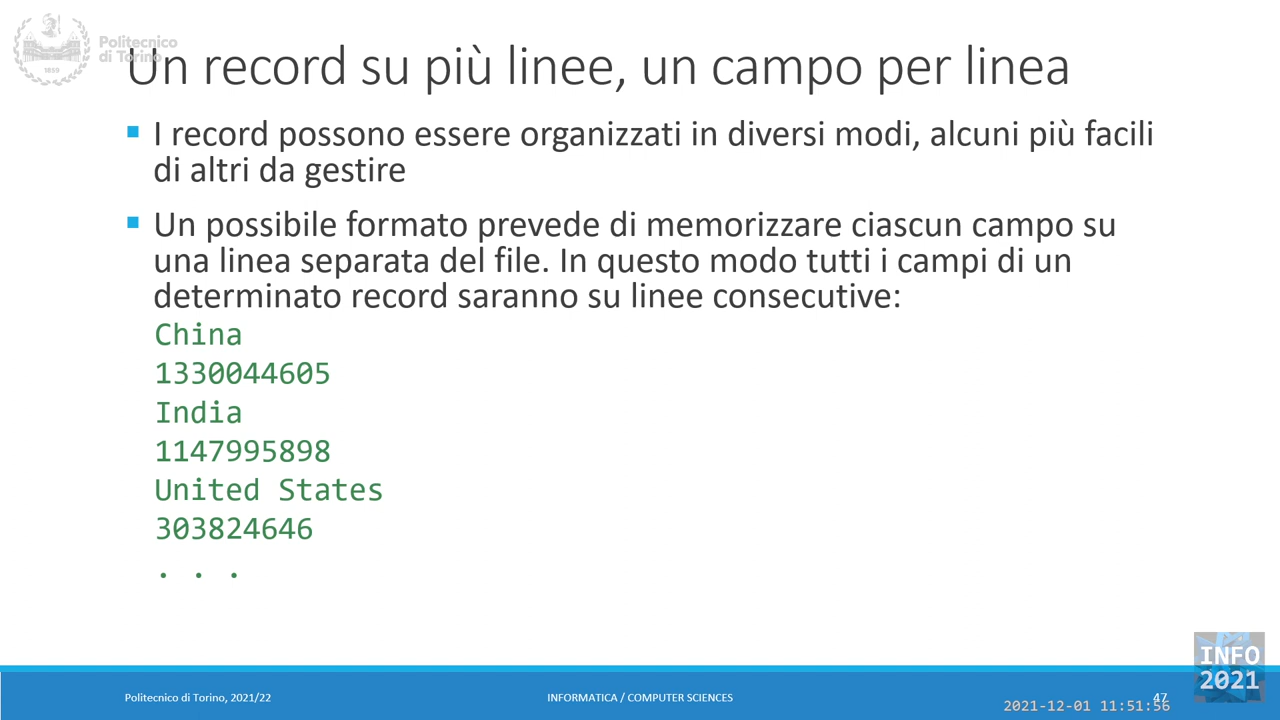 Politecnico
di Torino
1859
Un record su più linee, un campo per linea
▪ I record possono essere organizzati in diversi modi, alcuni più facili
di altri da gestire
▪ Un possibile formato prevede di memorizzare ciascun campo su
una linea separata del file. In questo modo tutti i campi di un
determinato record saranno su linee consecutive:
China
1330044605
India
1147995898
United States
303824646
. . .
INFO
2021
Politecnico di Torino, 2021/22
INFORMATICA / COMPUTER SCIENCES
47
2021-12-01 11:51:56